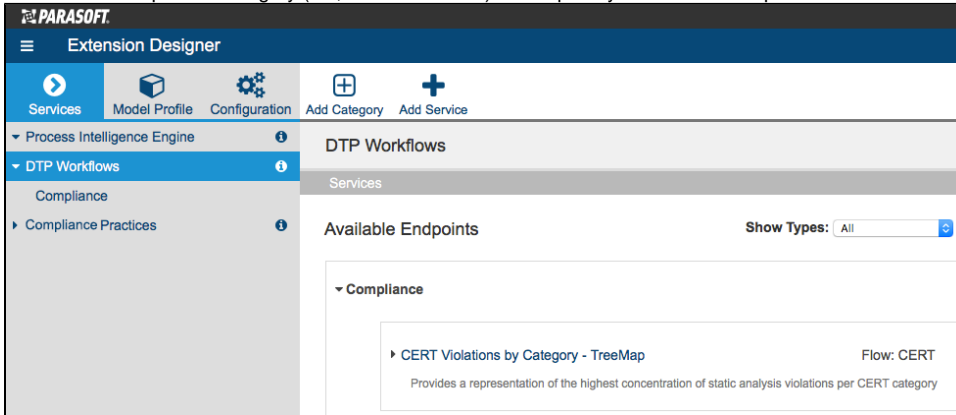 PARASOFT.
Extension Designer
Services
Model Profile
Configuration
Add Category
Add Service
Process Intelligence Engine
DTP Workflows
Compliance
Compliance Practices
DTP Workflows
Services
Available Endpoints
Show Types: All
Compliance
CERT Violations by Category - TreeMap
Flow: CERT
Provides a representation of the highest concentration of static analysis violations per CERT category